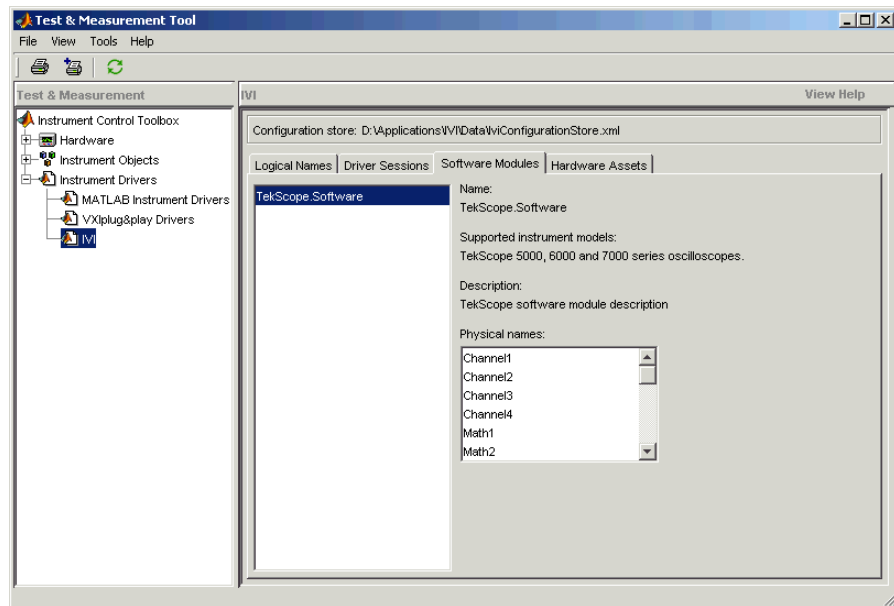 Test & Measurement Tool
File View Tools Help
Test & Measurement
IVI
View Help
Instrument Control Toolbox
Hardware
Instrument Objects
Instrument Drivers
MATLAB Instrument Drivers
VXIplug&play Drivers
IVI
Configuration store: D:\Applications\IVI\Data\IviConfigurationStore.xml
Logical Names Driver Sessions Software Modules Hardware Assets
TekScope.Software
Name:
TekScope.Software
Supported instrument models:
TekScope 5000, 6000 and 7000 series oscilloscopes.
Description:
TekScope software module description
Physical names:
Channel1
Channel2
Channel3
Channel4
Math1
Math2